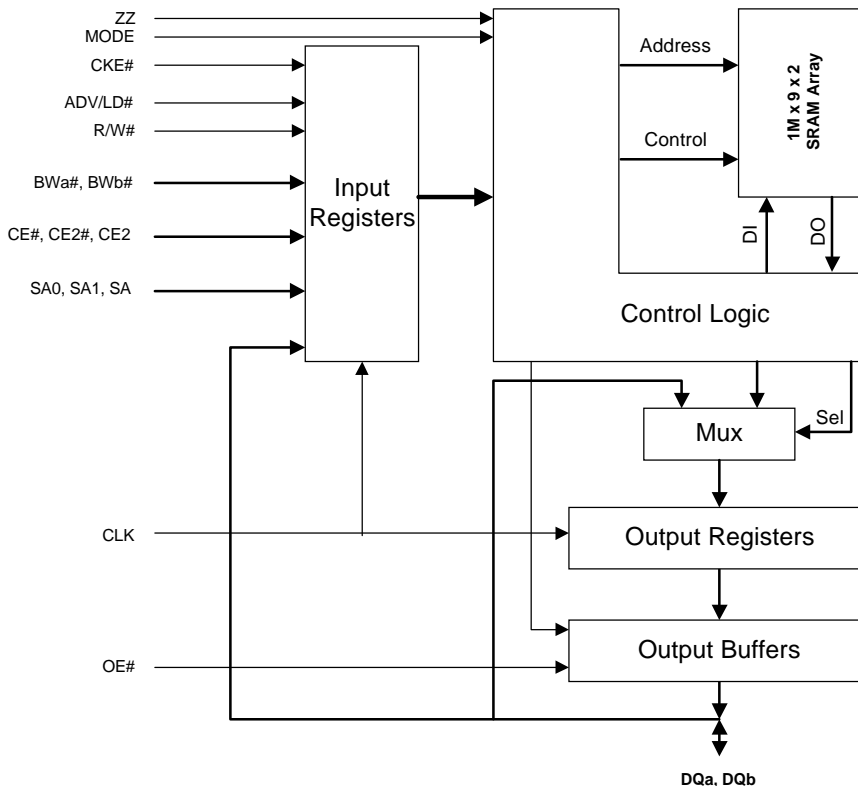 ZZ
MODE
CKE#
ADV/LD#
R/W#
BWa#, BWb#
CE#, CE2#, CE2
SA0, SA1, SA
Input
Registers
Address
Control
1M x 9 x 2
SRAM Array
DI
DO
Control Logic
Mux
Sel
CLK
Output Registers
OE#
Output Buffers
DQa, DQb